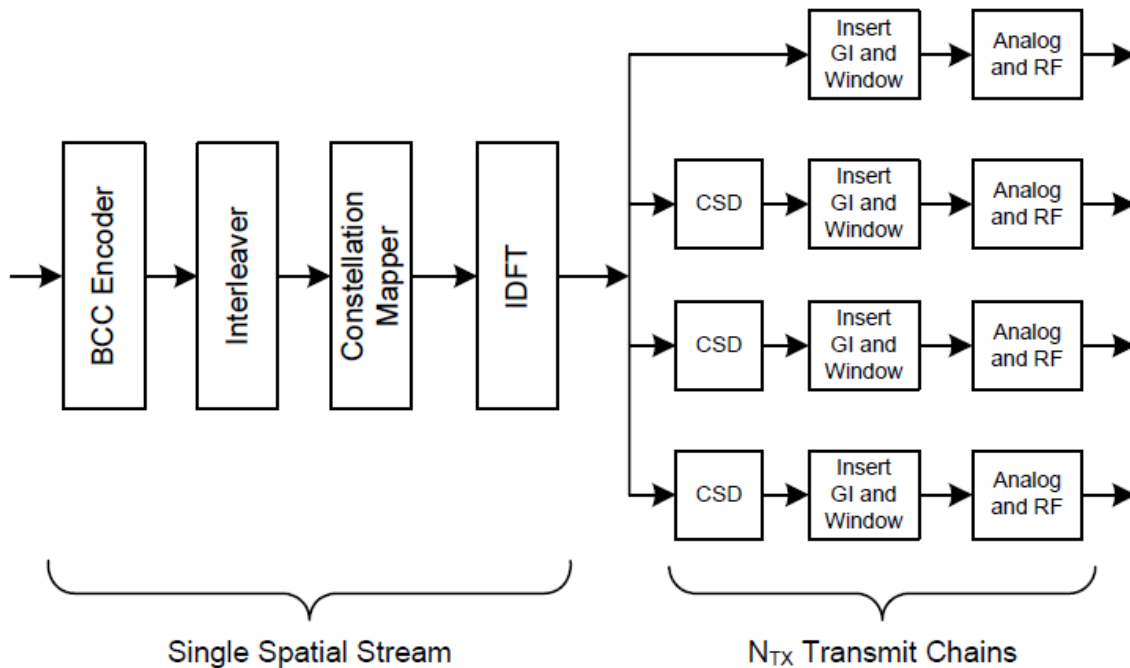 Insert
GI and
Window
Analog
and RF
BCC Encoder
Interleaver
Constellation
Mapper
IDFT
CSD
Insert
GI and
Window
Analog
and RF
CSD
Insert
GI and
Window
Analog
and RF
CSD
Insert
GI and
Window
Analog
and RF
Single Spatial Stream
NTX Transmit Chains